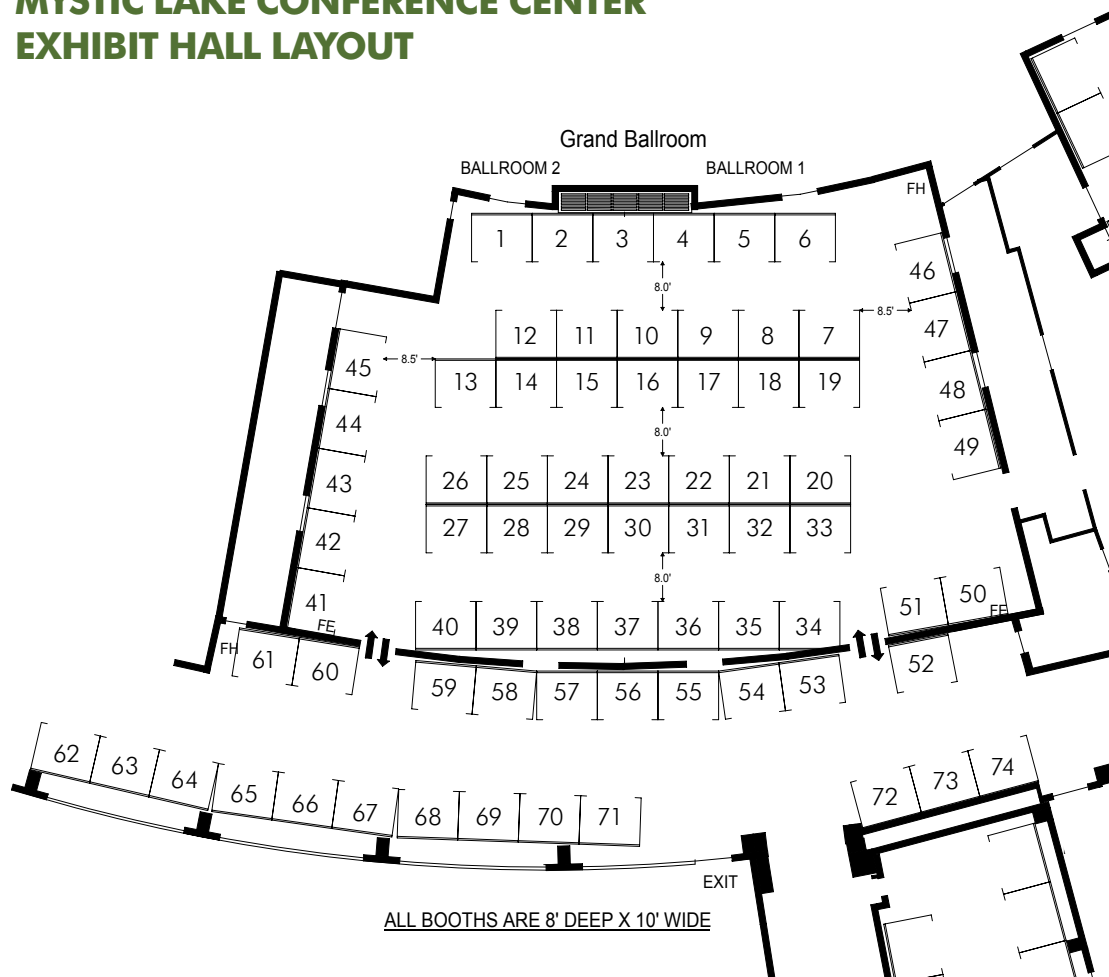 MYSTIC LAKE CONFERENCE CENTER
EXHIBIT HALL LAYOUT
Grand Ballroom
BALLROOM 2 BALLROOM 1
FH
1 2 3 4 5 6
46
8.0'
8.5'
12 11 10 9 8 7
47
8.5'
45
13 14 15 16 17 18 19
48
44
8.0'
49
43
26 25 24 23 22 21 20
27 28 29 30 31 32 33
42
8.0'
41
51 50
FE
FE
40 39 38 37 36 35 34
FH
61 60
52
59 58 57 56 55 54 53
62 63 64 65 66 67 68 69 70 71
72 73 74
EXIT
ALL BOOTHS ARE 8' DEEP X 10' WIDE